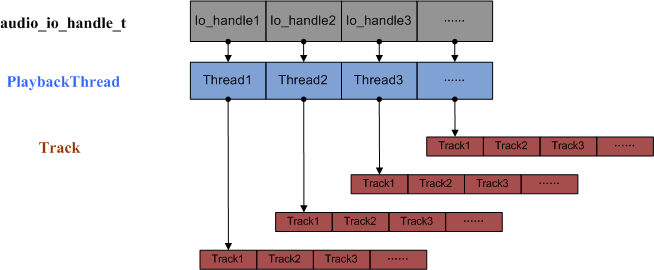 audio_io_handle_t Io_handle1 Io_handle2 Io_handle3 ······
PlaybackThread Thread1 Thread2 Thread3 ······
Track
Track1 Track2 Track3 ······
Track1 Track2 Track3 ······
Track1 Track2 Track3 ······
Track1 Track2 Track3 ······